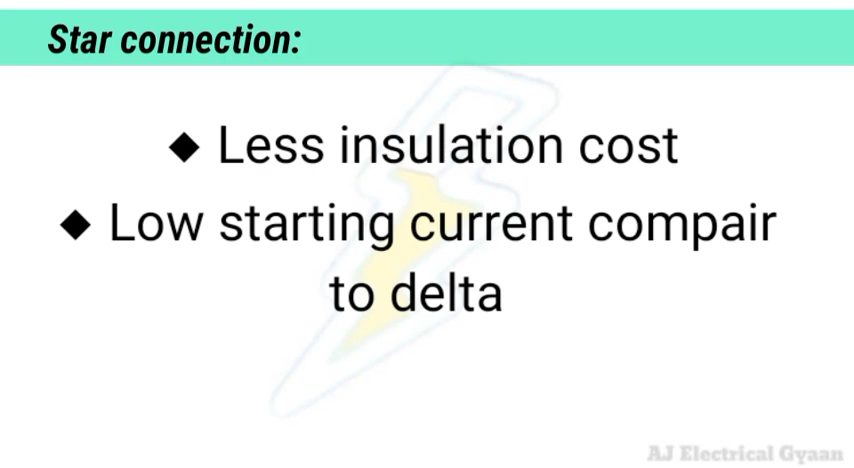 Star connection:
◆ Less insulation cost
◆ Low starting current compair
to delta
AJ Electrical Gyaan